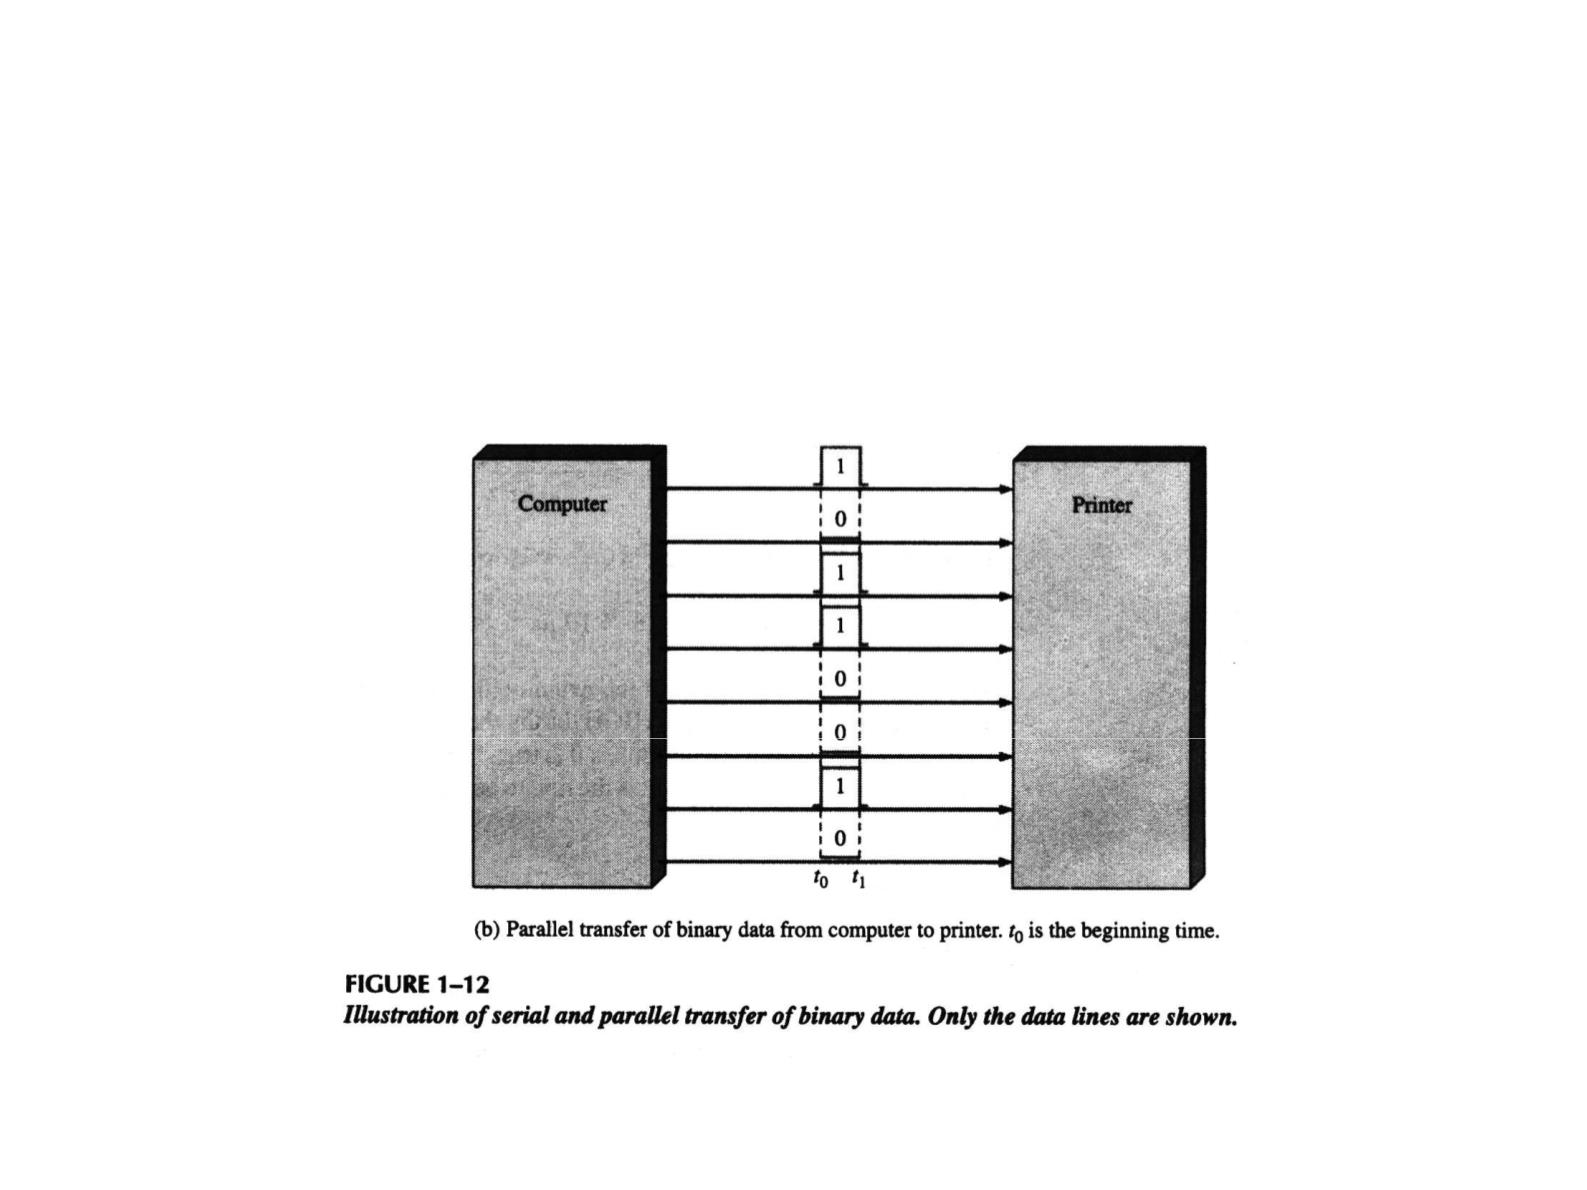 Computer
Printer
1
0
1
1
0
0
1
0
t0 t1
(b) Parallel transfer of binary data from computer to printer. t0 is the beginning time.
FIGURE 1–12
Illustration of serial and parallel transfer of binary data. Only the data lines are shown.